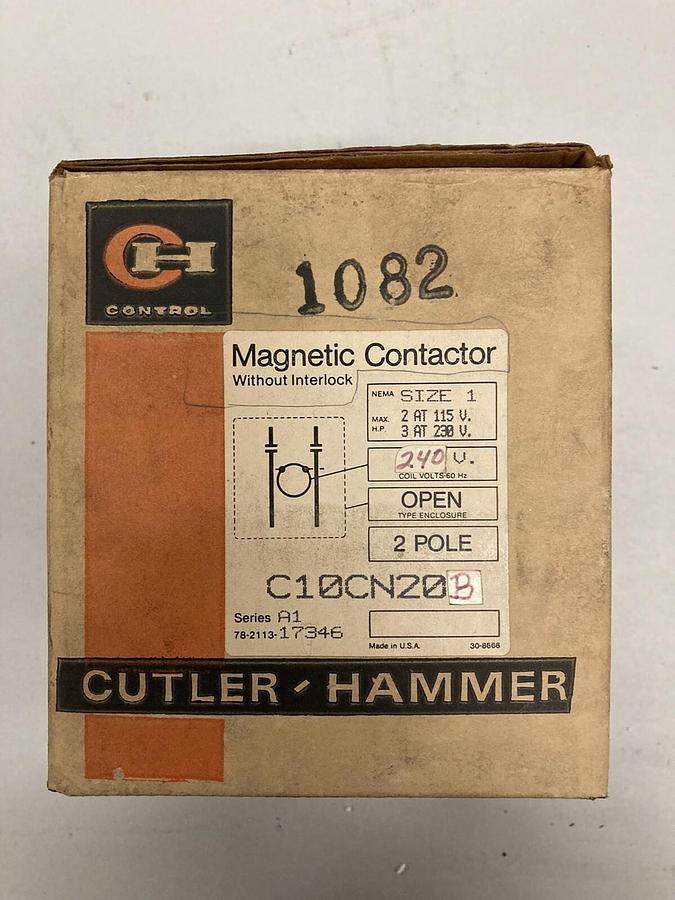 CH
CONTROL
1082
Magnetic Contactor
Without Interlock
NEMA SIZE 1
MAX. H.P. 2 AT 115 V.
3 AT 230 V.
240 V.
COIL VOLTS-60 Hz
OPEN
TYPE ENCLOSURE
2 POLE
C10CN20B
Series A1
78-2113-17346
Made in U.S.A. 30-8666
CUTLER-HAMMER